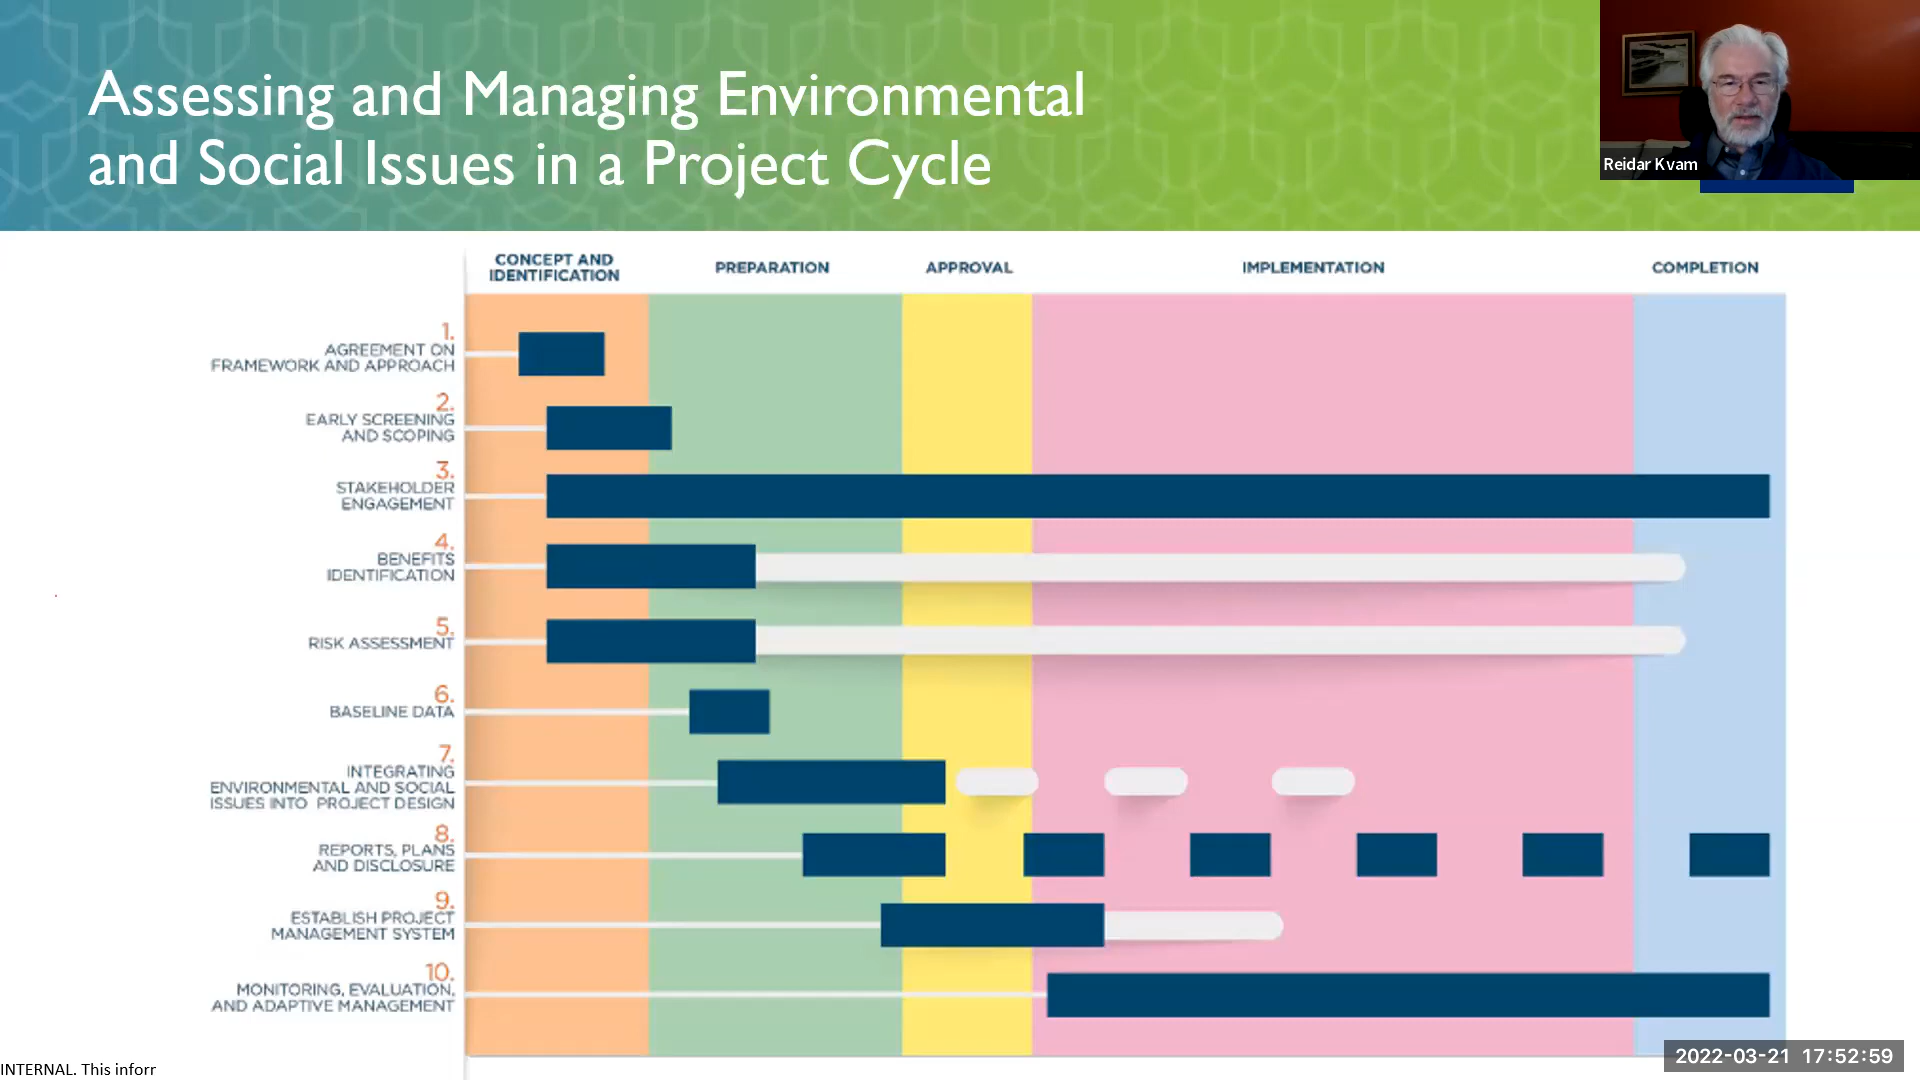 Assessing and Managing Environmental
and Social Issues in a Project Cycle
Reidar Kvam
CONCEPT AND
IDENTIFICATION
PREPARATION
APPROVAL
IMPLEMENTATION
COMPLETION
1.
AGREEMENT ON
FRAMEWORK AND APPROACH
2.
EARLY SCREENING
AND SCOPING
3.
STAKEHOLDER
ENGAGEMENT
4.
BENEFITS
IDENTIFICATION
5.
RISK ASSESSMENT
6.
BASELINE DATA
7.
INTEGRATING
ENVIRONMENTAL AND SOCIAL
ISSUES INTO PROJECT DESIGN
8.
REPORTS, PLANS
AND DISCLOSURE
9.
ESTABLISH PROJECT
MANAGEMENT SYSTEM
10.
MONITORING, EVALUATION,
AND ADAPTIVE MANAGEMENT
INTERNAL. This inforr
2022-03-21 17:52:59